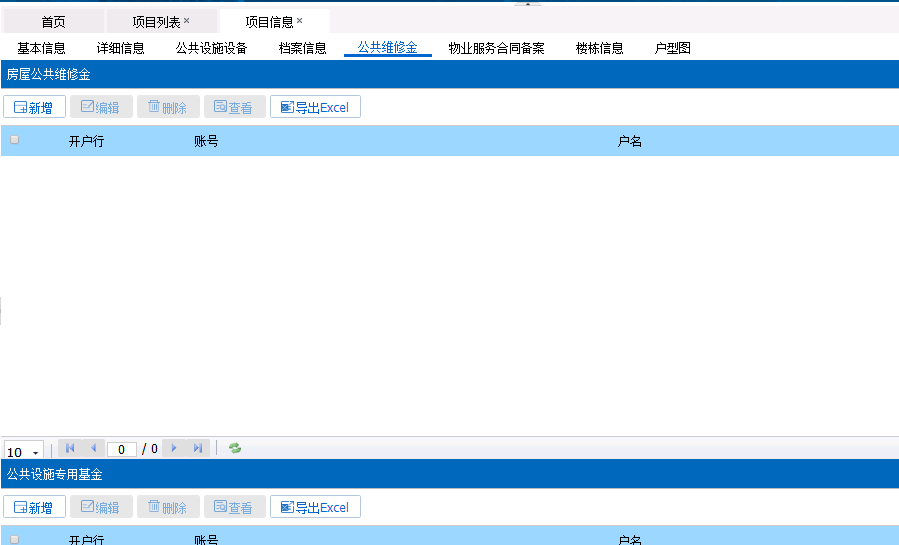 首页 项目列表 × 项目信息 ×
基本信息 详细信息 公共设施设备 档案信息 公共维修金 物业服务合同备案 楼栋信息 户型图
房屋公共维修金
新增 编辑 删除 查看 导出Excel
开户行 账号 户名
10 0 / 0
公共设施专用基金
新增 编辑 删除 查看 导出Excel
开户行 账号 户名